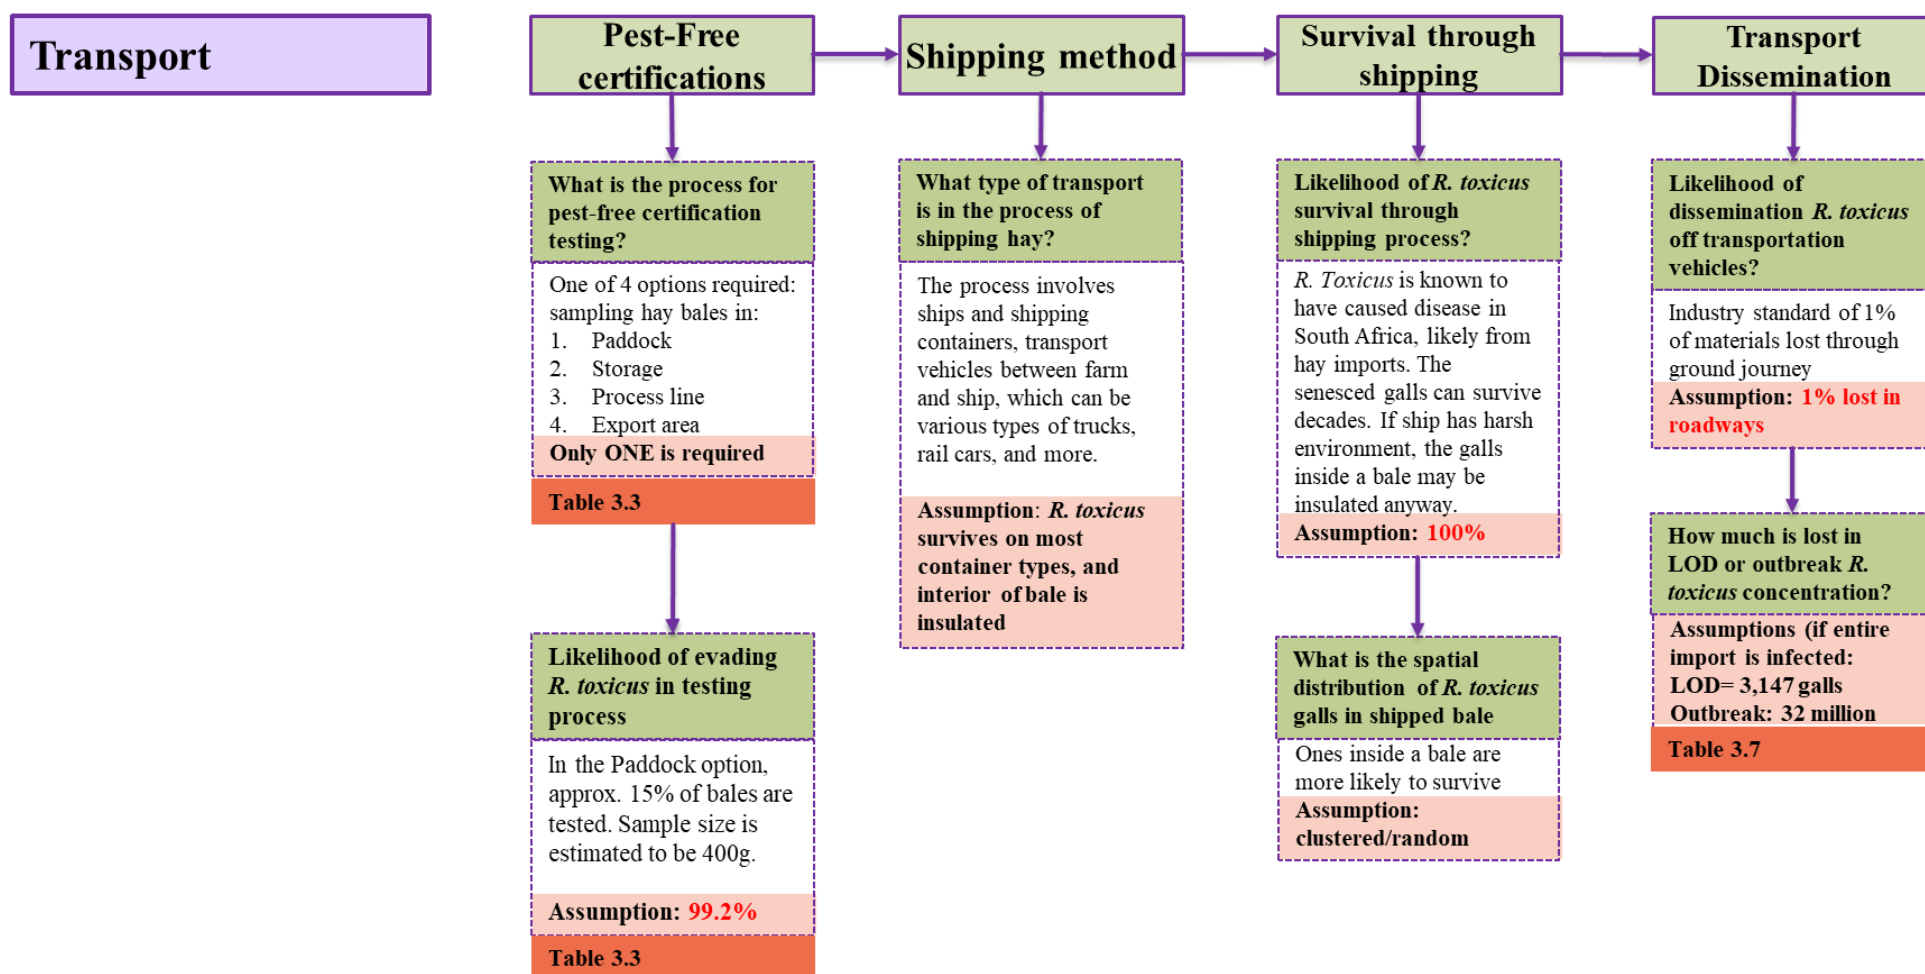 Transport
Pest-Free
certifications
Shipping method
Survival through
shipping
Transport
Dissemination
What is the process for
pest-free certification
testing?
One of 4 options required:
sampling hay bales in:
1. Paddock
2. Storage
3. Process line
4. Export area
Only ONE is required
Table 3.3
Likelihood of evading
R. toxicus in testing
process
In the Paddock option,
approx. 15% of bales are
tested. Sample size is
estimated to be 400g.
Assumption: 99.2%
Table 3.3
What type of transport
is in the process of
shipping hay?
The process involves
ships and shipping
containers, transport
vehicles between farm
and ship, which can be
various types of trucks,
rail cars, and more.
Assumption: R. toxicus
survives on most
container types, and
interior of bale is
insulated
Likelihood of R. toxicus
survival through
shipping process?
R. Toxicus is known to
have caused disease in
South Africa, likely from
hay imports. The
senesced galls can survive
decades. If ship has harsh
environment, the galls
inside a bale may be
insulated anyway.
Assumption: 100%
What is the spatial
distribution of R. toxicus
galls in shipped bale
Ones inside a bale are
more likely to survive
Assumption:
clustered/random
Likelihood of
dissemination R. toxicus
off transportation
vehicles?
Industry standard of 1%
of materials lost through
ground journey
Assumption: 1% lost in
roadways
How much is lost in
LOD or outbreak R.
toxicus concentration?
Assumptions (if entire
import is infected:
LOD= 3,147 galls
Outbreak: 32 million
Table 3.7